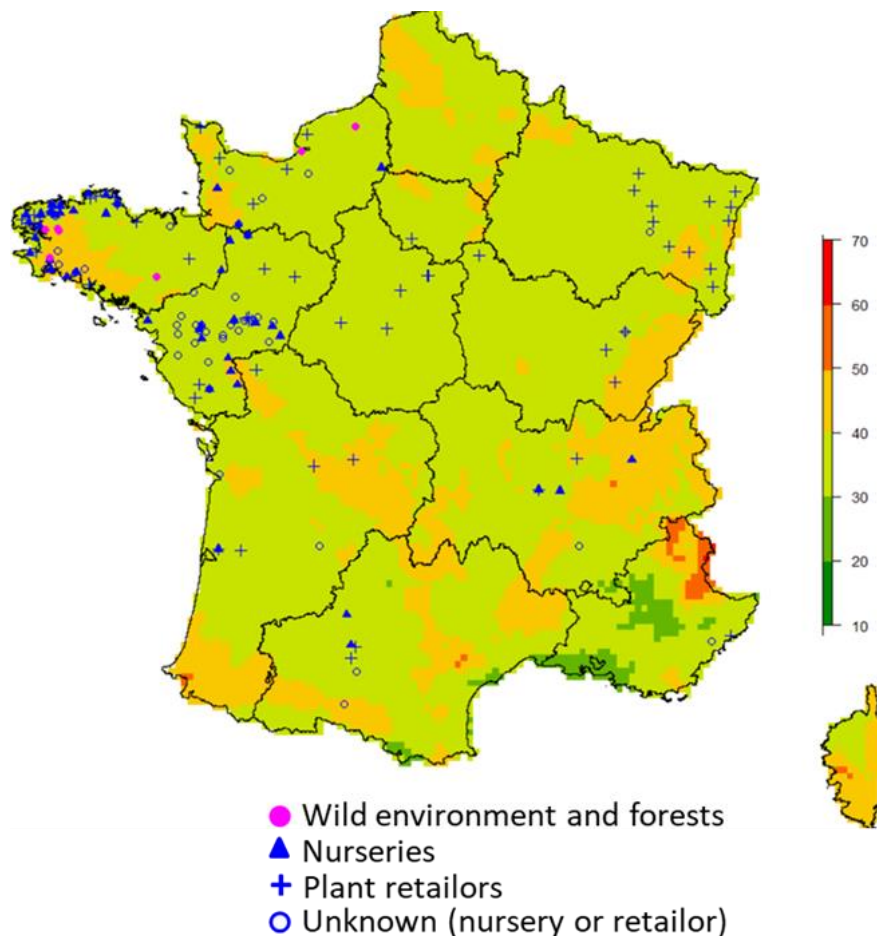 70
60
50
40
30
20
10
Wild environment and forests
Nurseries
Plant retailors
Unknown (nursery or retailor)